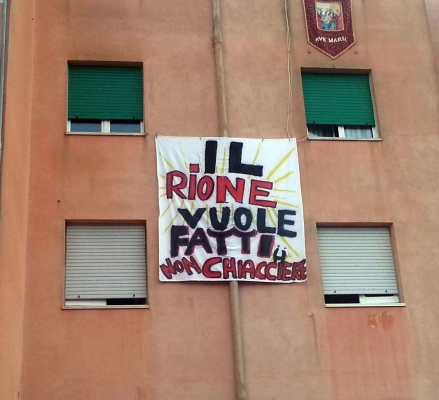 AVE MARIA
IL
RIONE
VUOLE
FATTI
NON CHIACCIERE